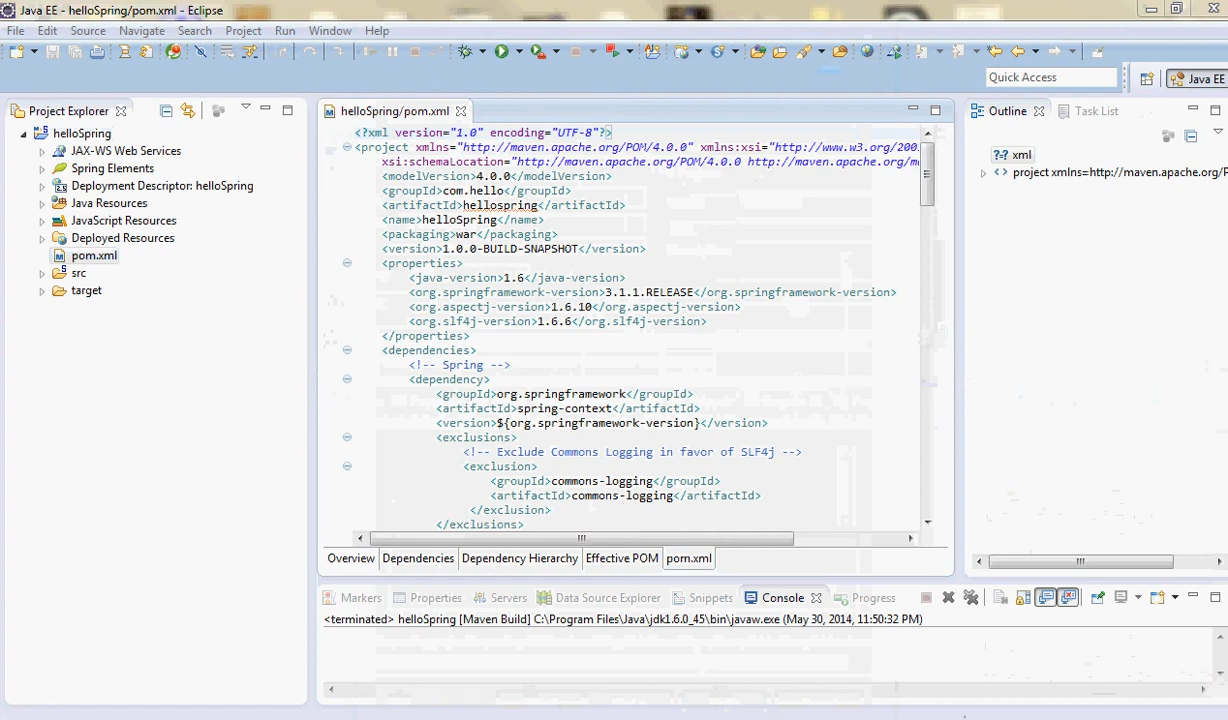 Java EE - helloSpring/pom.xml - Eclipse
File Edit Source Navigate Search Project Run Window Help
Quick Access
Java EE
Project Explorer
helloSpring
JAX-WS Web Services
Spring Elements
Deployment Descriptor: helloSpring
Java Resources
JavaScript Resources
Deployed Resources
pom.xml
src
target
helloSpring/pom.xml
<?xml version="1.0" encoding="UTF-8"?>
<project xmlns="http://maven.apache.org/POM/4.0.0" xmlns:xsi="http://www.w3.org/200
xsi:schemaLocation="http://maven.apache.org/POM/4.0.0 http://maven.apache.org/m
<modelVersion>4.0.0</modelVersion>
<groupId>com.hello</groupId>
<artifactId>hellospring</artifactId>
<name>helloSpring</name>
<packaging>war</packaging>
<version>1.0.0-BUILD-SNAPSHOT</version>
<properties>
<java-version>1.6</java-version>
<org.springframework-version>3.1.1.RELEASE</org.springframework-version>
<org.aspectj-version>1.6.10</org.aspectj-version>
<org.slf4j-version>1.6.6</org.slf4j-version>
</properties>
<dependencies>
<!-- Spring -->
<dependency>
<groupId>org.springframework</groupId>
<artifactId>spring-context</artifactId>
<version>${org.springframework-version}</version>
<exclusions>
<!-- Exclude Commons Logging in favor of SLF4j -->
<exclusion>
<groupId>commons-logging</groupId>
<artifactId>commons-logging</artifactId>
</exclusion>
</exclusions>
Overview Dependencies Dependency Hierarchy Effective POM pom.xml
Outline Task List
xml
project xmlns=http://maven.apache.org/P
Markers Properties Servers Data Source Explorer Snippets Console Progress
<terminated> helloSpring [Maven Build] C:\Program Files\Java\jdk1.6.0_45\bin\javaw.exe (May 30, 2014, 11:50:32 PM)